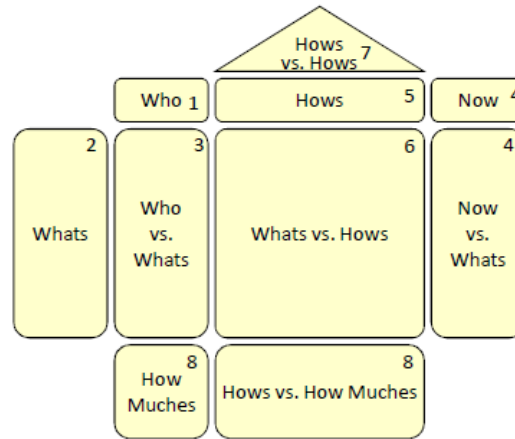 Hows
vs. Hows 7
Who 1
Hows 5
Now 4
2
Whats
3
Who
vs.
Whats
6
Whats vs. Hows
4
Now
vs.
Whats
8
How
Muches
8
Hows vs. How Muches